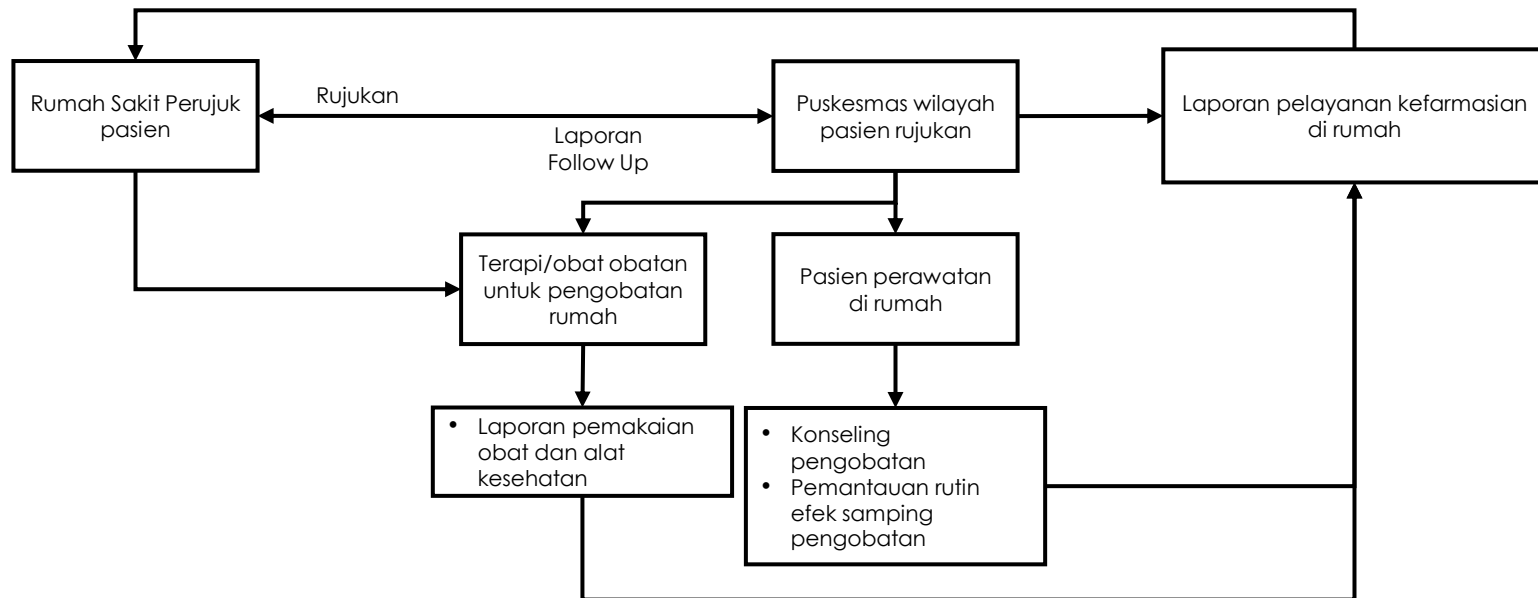 Rumah Sakit Perujuk
pasien
Rujukan
Laporan
Follow Up
Puskesmas wilayah
pasien rujukan
Laporan pelayanan kefarmasian
di rumah
Terapi/obat obatan
untuk pengobatan
rumah
Pasien perawatan
di rumah
• Laporan pemakaian
obat dan alat
kesehatan
• Konseling
pengobatan
• Pemantauan rutin
efek samping
pengobatan